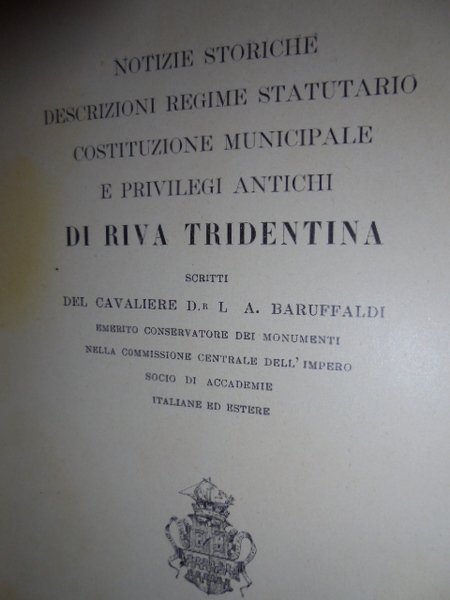 NOTIZIE STORICHE
DESCRIZIONI REGIME STATUTARIO
COSTITUZIONE MUNICIPALE
E PRIVILEGI ANTICHI
DI RIVA TRIDENTINA
SCRITTI
DEL CAVALIERE D.R L A. BARUFFALDI
EMERITO CONSERVATORE DEI MONUMENTI
NELLA COMMISSIONE CENTRALE DELL'IMPERO
SOCIO DI ACCADEMIE
ITALIANE ED ESTERE